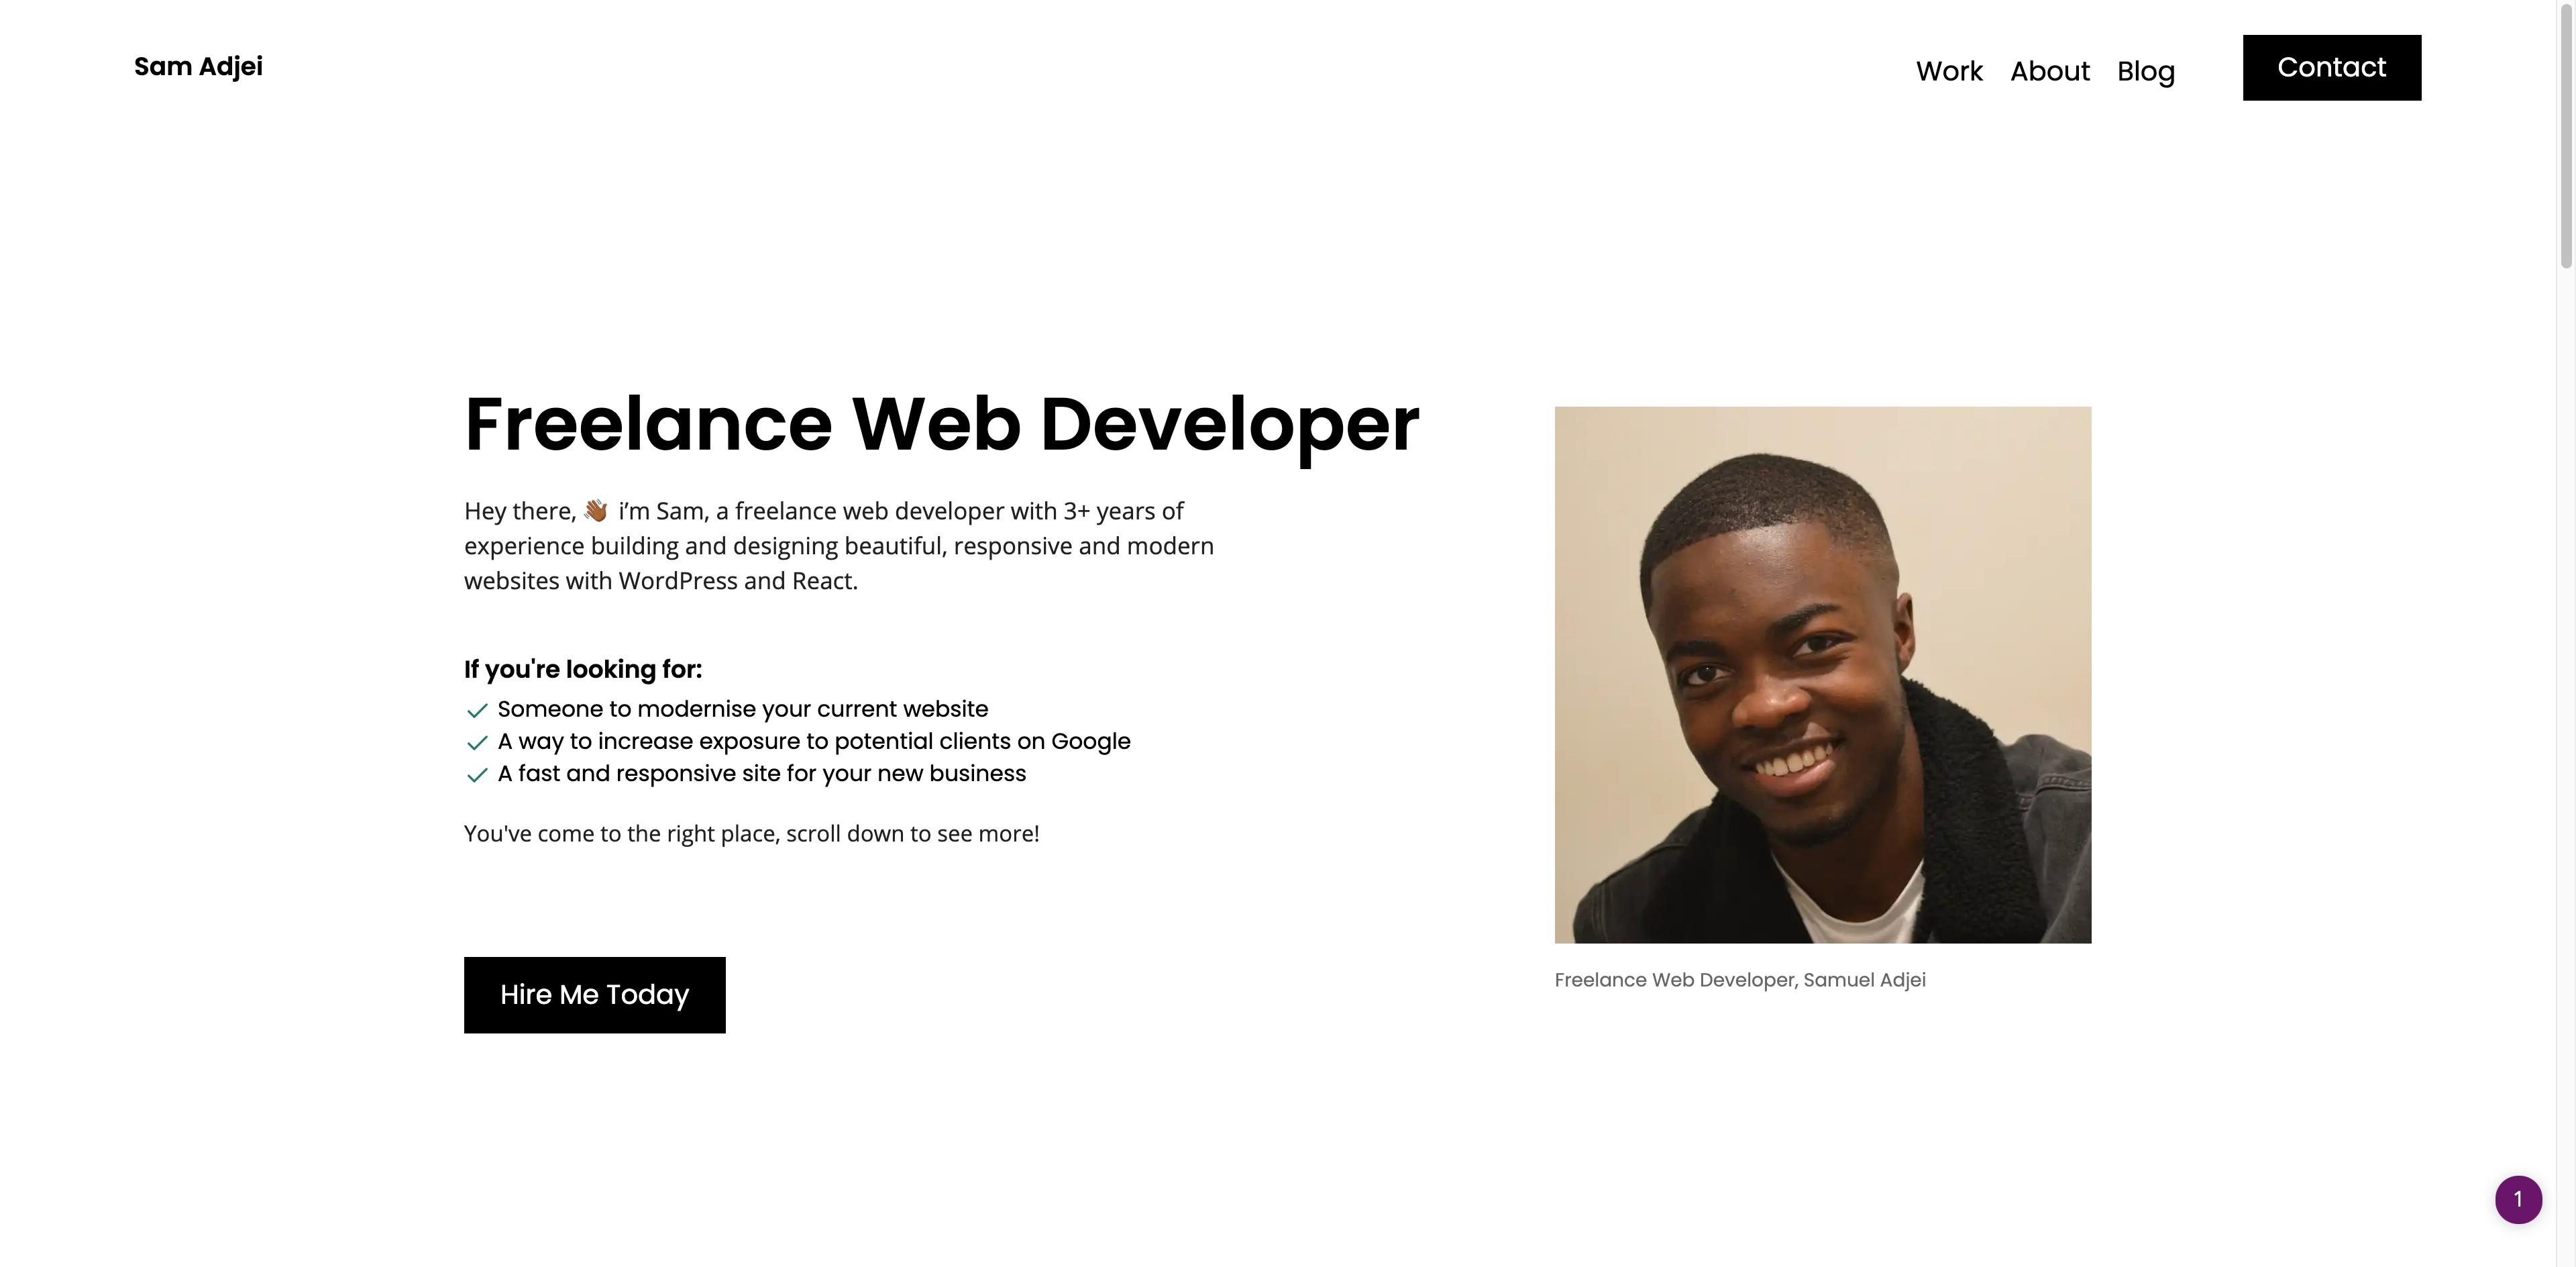 Sam Adjei
Work About Blog Contact
Freelance Web Developer
Hey there, 👋🏾 i’m Sam, a freelance web developer with 3+ years of
experience building and designing beautiful, responsive and modern
websites with WordPress and React.
If you're looking for:
Someone to modernise your current website
A way to increase exposure to potential clients on Google
A fast and responsive site for your new business
You've come to the right place, scroll down to see more!
Hire Me Today
Freelance Web Developer, Samuel Adjei
1